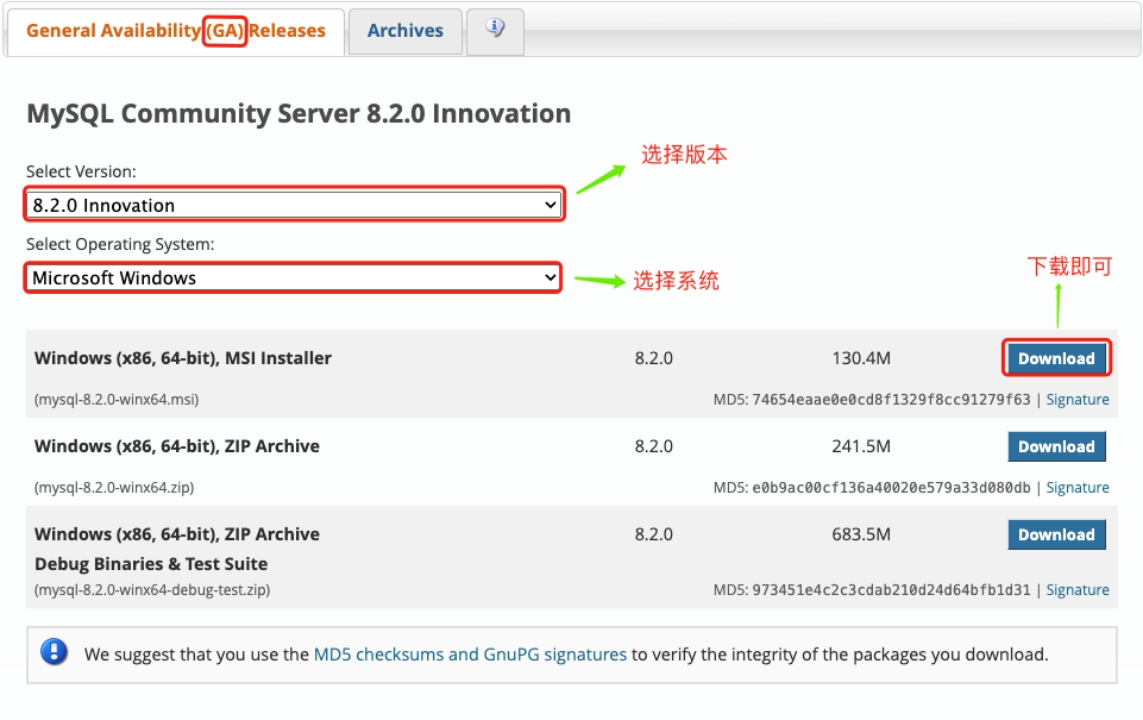 General Availability (GA) Releases
Archives
MySQL Community Server 8.2.0 Innovation
选择版本
Select Version:
8.2.0 Innovation
Select Operating System:
下载即可
Microsoft Windows
选择系统
Windows (x86, 64-bit), MSI Installer 8.2.0 130.4M Download
(mysql-8.2.0-winx64.msi) MD5: 74654eaae0e0cd8f1329f8cc91279f63 | Signature
Windows (x86, 64-bit), ZIP Archive 8.2.0 241.5M Download
(mysql-8.2.0-winx64.zip) MD5: e0b9ac00cf136a40020e579a33d080db | Signature
Windows (x86, 64-bit), ZIP Archive 8.2.0 683.5M Download
Debug Binaries & Test Suite
(mysql-8.2.0-winx64-debug-test.zip) MD5: 973451e4c2c3cdab210d24d64bfb1d31 | Signature
We suggest that you use the MD5 checksums and GnuPG signatures to verify the integrity of the packages you download.